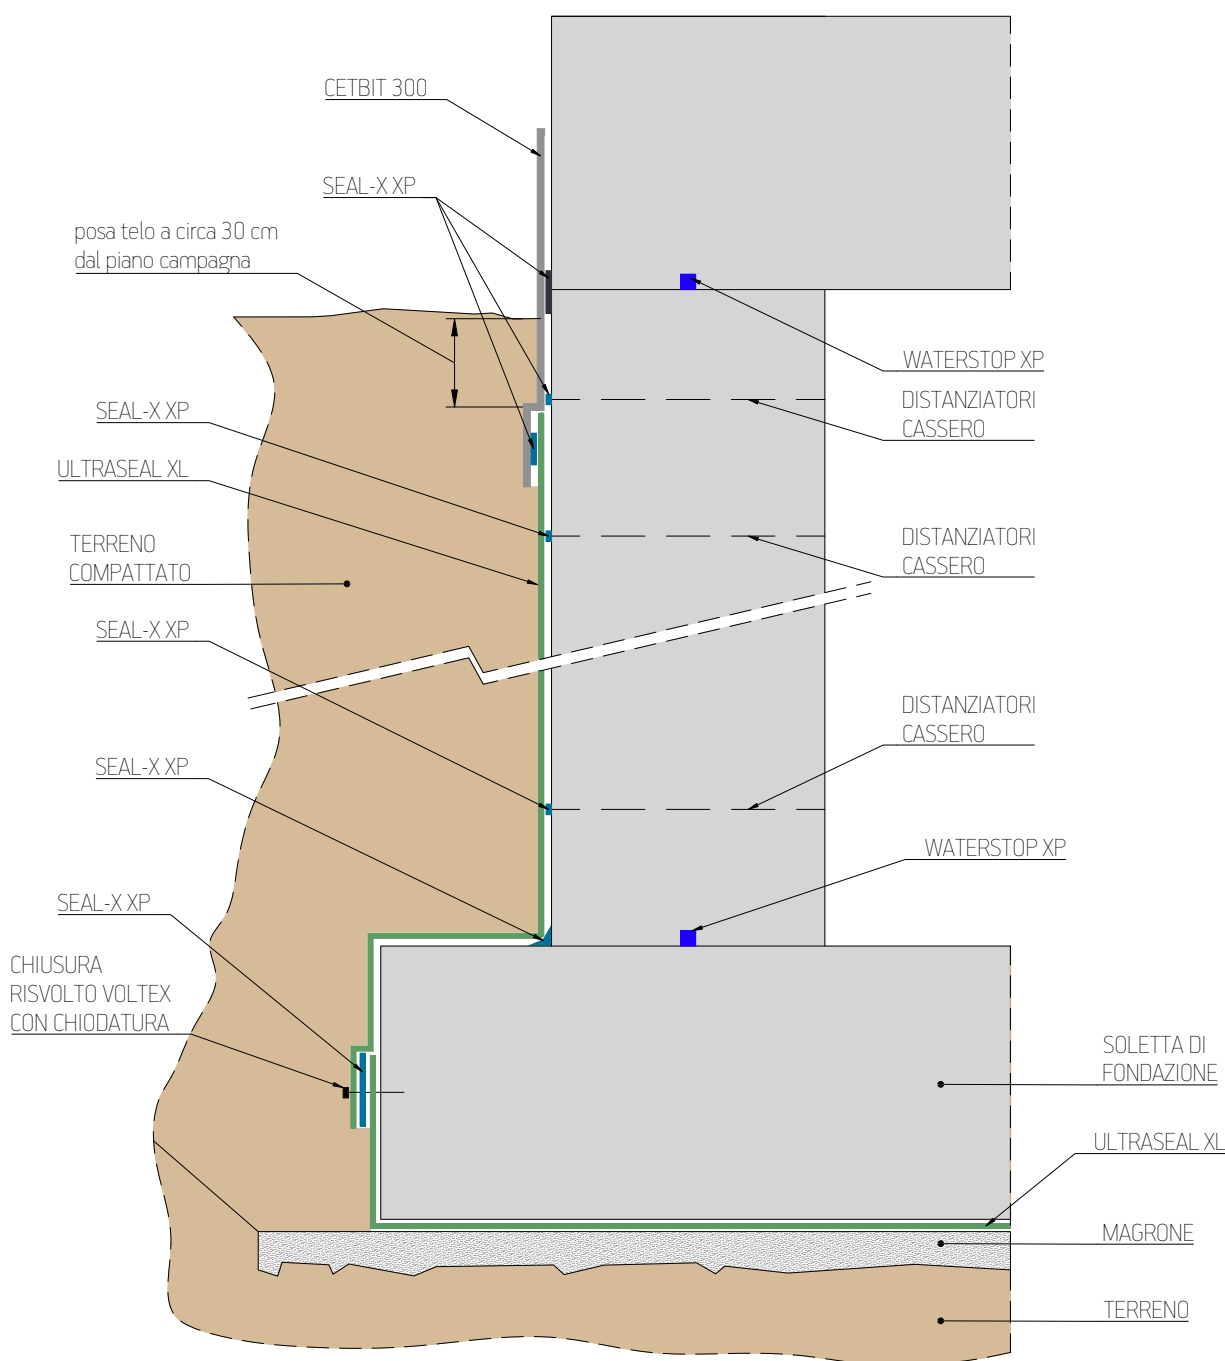 CETBIT 300
SEAL-X XP
posa telo a circa 30 cm
dal piano campagna
WATERSTOP XP
SEAL-X XP
DISTANZIATORI
CASSERO
ULTRASEAL XL
TERRENO
COMPATTATO
DISTANZIATORI
CASSERO
SEAL-X XP
DISTANZIATORI
CASSERO
SEAL-X XP
WATERSTOP XP
SEAL-X XP
CHIUSURA
RISVOLTO VOLTEX
CON CHIODATURA
SOLETTA DI
FONDAZIONE
ULTRASEAL XL
MAGRONE
TERRENO